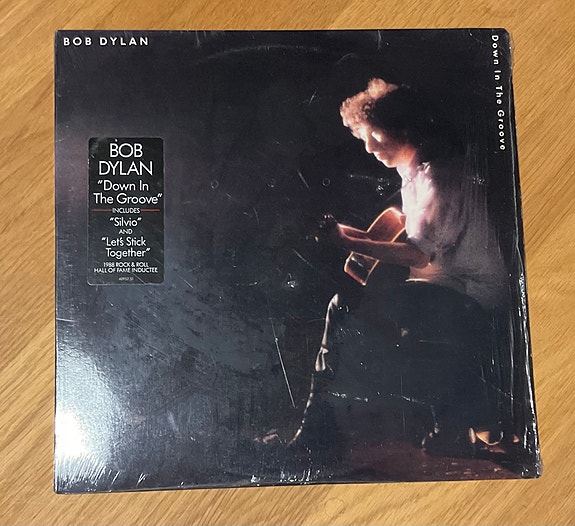 BOB DYLAN
Down In The Groove
BOB
DYLAN
"Down In
The Groove"
INCLUDES
"Silvio"
AND
"Let's Stick
Together"
1988 ROCK & ROLL
HALL OF FAME INDUCTEE